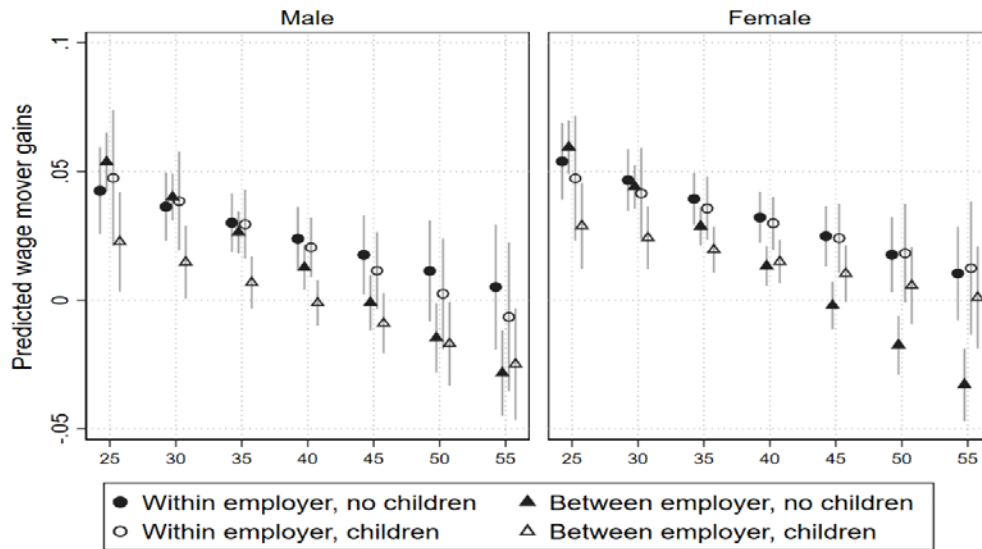 Male Female
Predicted wage mover gains
.1
.05
0
-.05
25 30 35 40 45 50 55 25 30 35 40 45 50 55
Within employer, no children Between employer, no children
Within employer, children Between employer, children